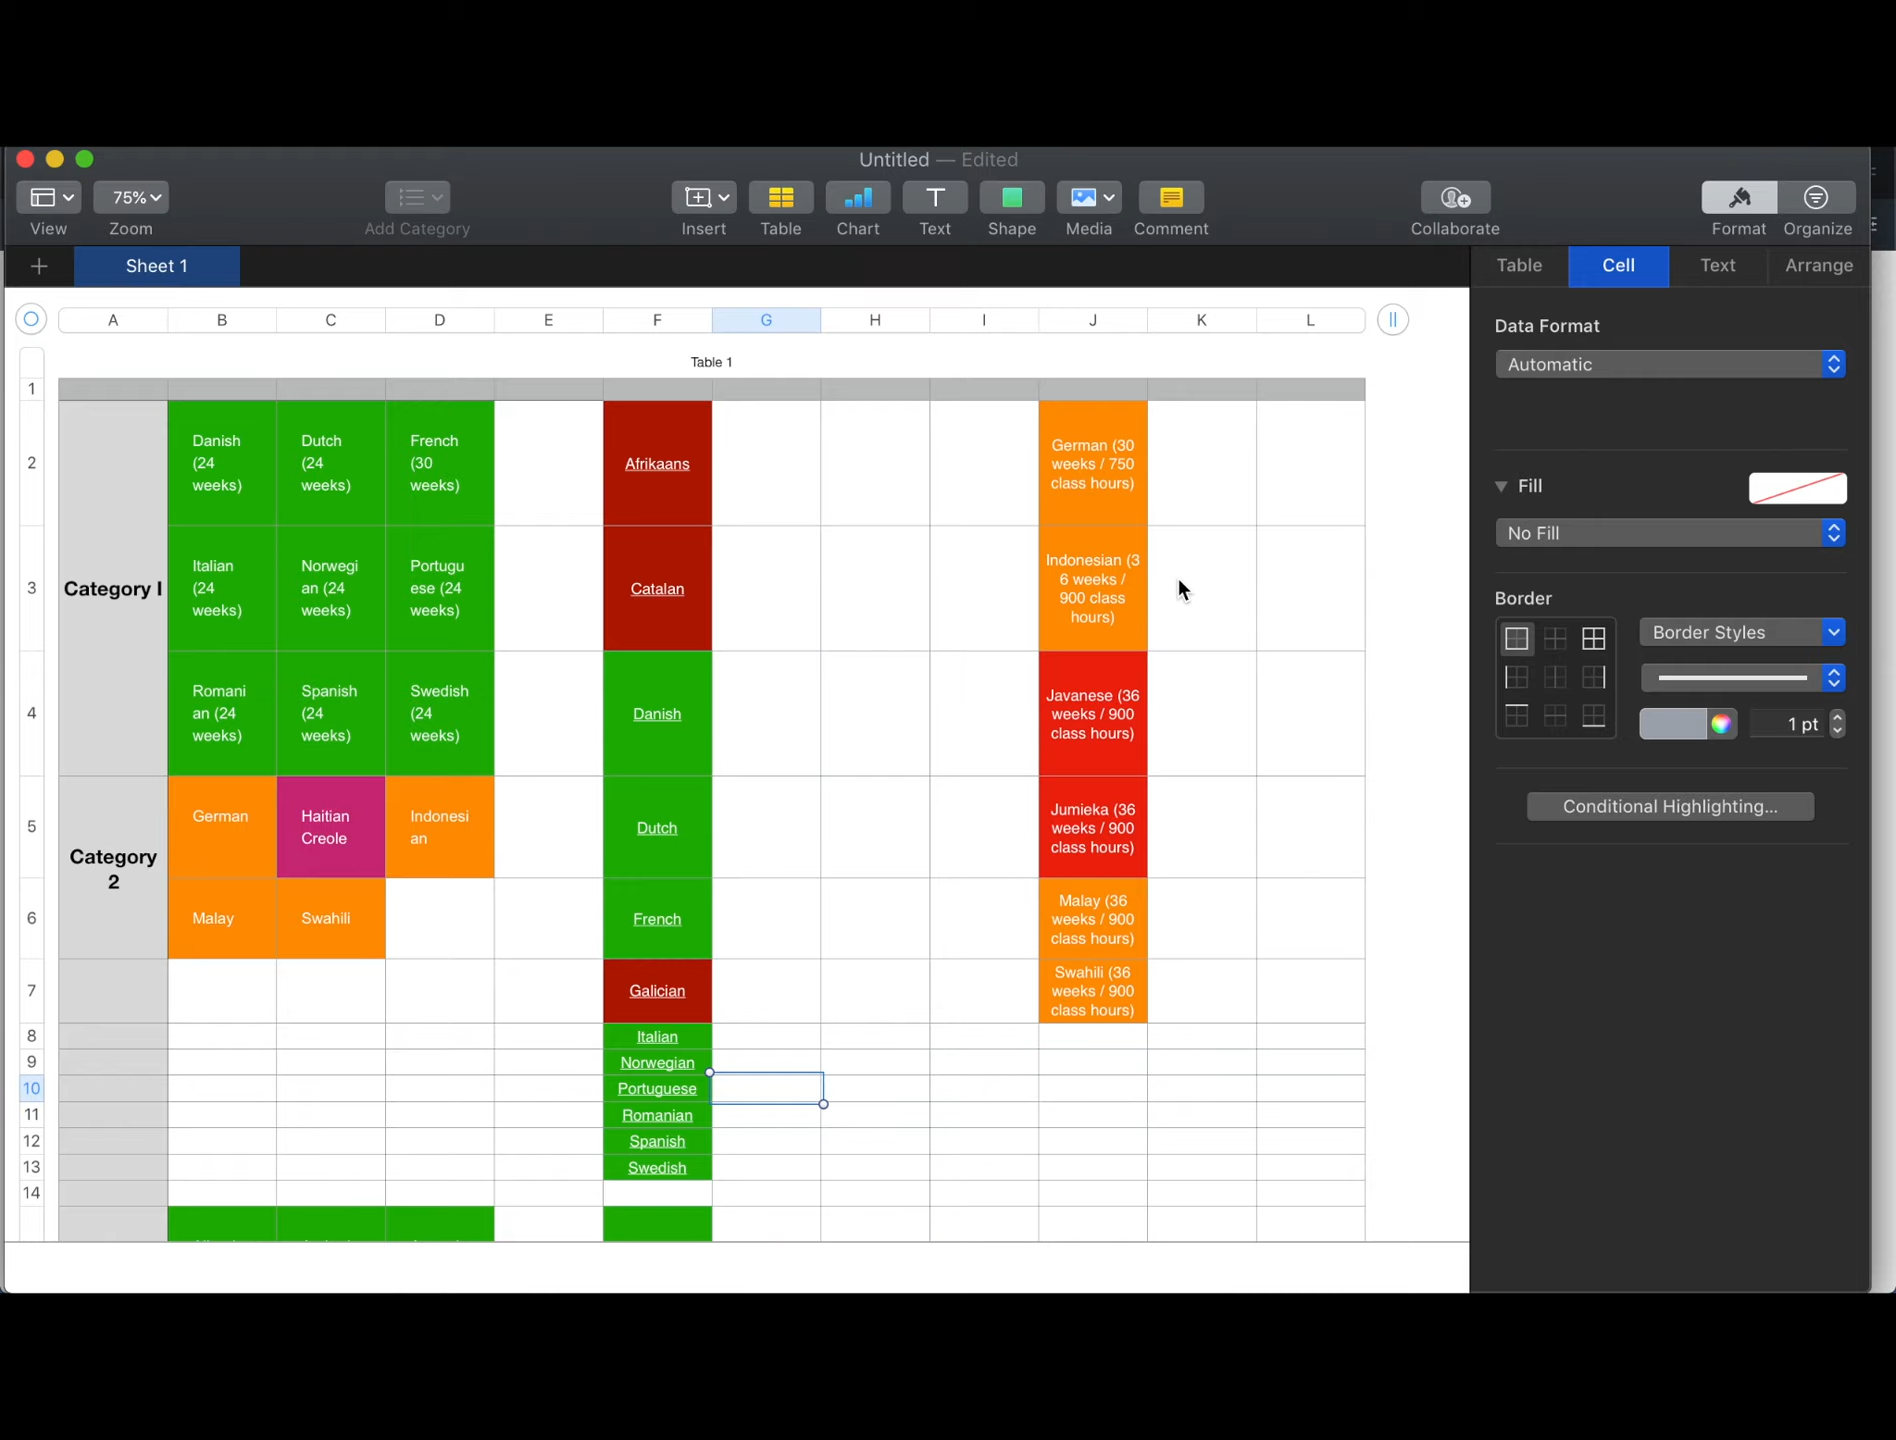 Untitled — Edited
75%
View
Zoom
Add Category
Insert
Table
Chart
Text
Shape
Media
Comment
Collaborate
Format
Organize
Sheet 1
Table
Cell
Text
Arrange
A B C D E F G H I J K L
Table 1
1
2
Danish
(24
weeks)
Dutch
(24
weeks)
French
(30
weeks)
Afrikaans
German (30
weeks / 750
class hours)
Category I
3
Italian
(24
weeks)
Norwegi
an (24
weeks)
Portugu
ese (24
weeks)
Catalan
Indonesian (3
6 weeks /
900 class
hours)
4
Romani
an (24
weeks)
Spanish
(24
weeks)
Swedish
(24
weeks)
Danish
Javanese (36
weeks / 900
class hours)
Category
2
5
German
Haitian
Creole
Indonesi
an
Dutch
Jumieka (36
weeks / 900
class hours)
6
Malay
Swahili
French
Malay (36
weeks / 900
class hours)
7
Galician
Swahili (36
weeks / 900
class hours)
8
Italian
9
Norwegian
10
Portuguese
11
Romanian
12
Spanish
13
Swedish
14
Data Format
Automatic
Fill
No Fill
Border
Border Styles
1 pt
Conditional Highlighting...